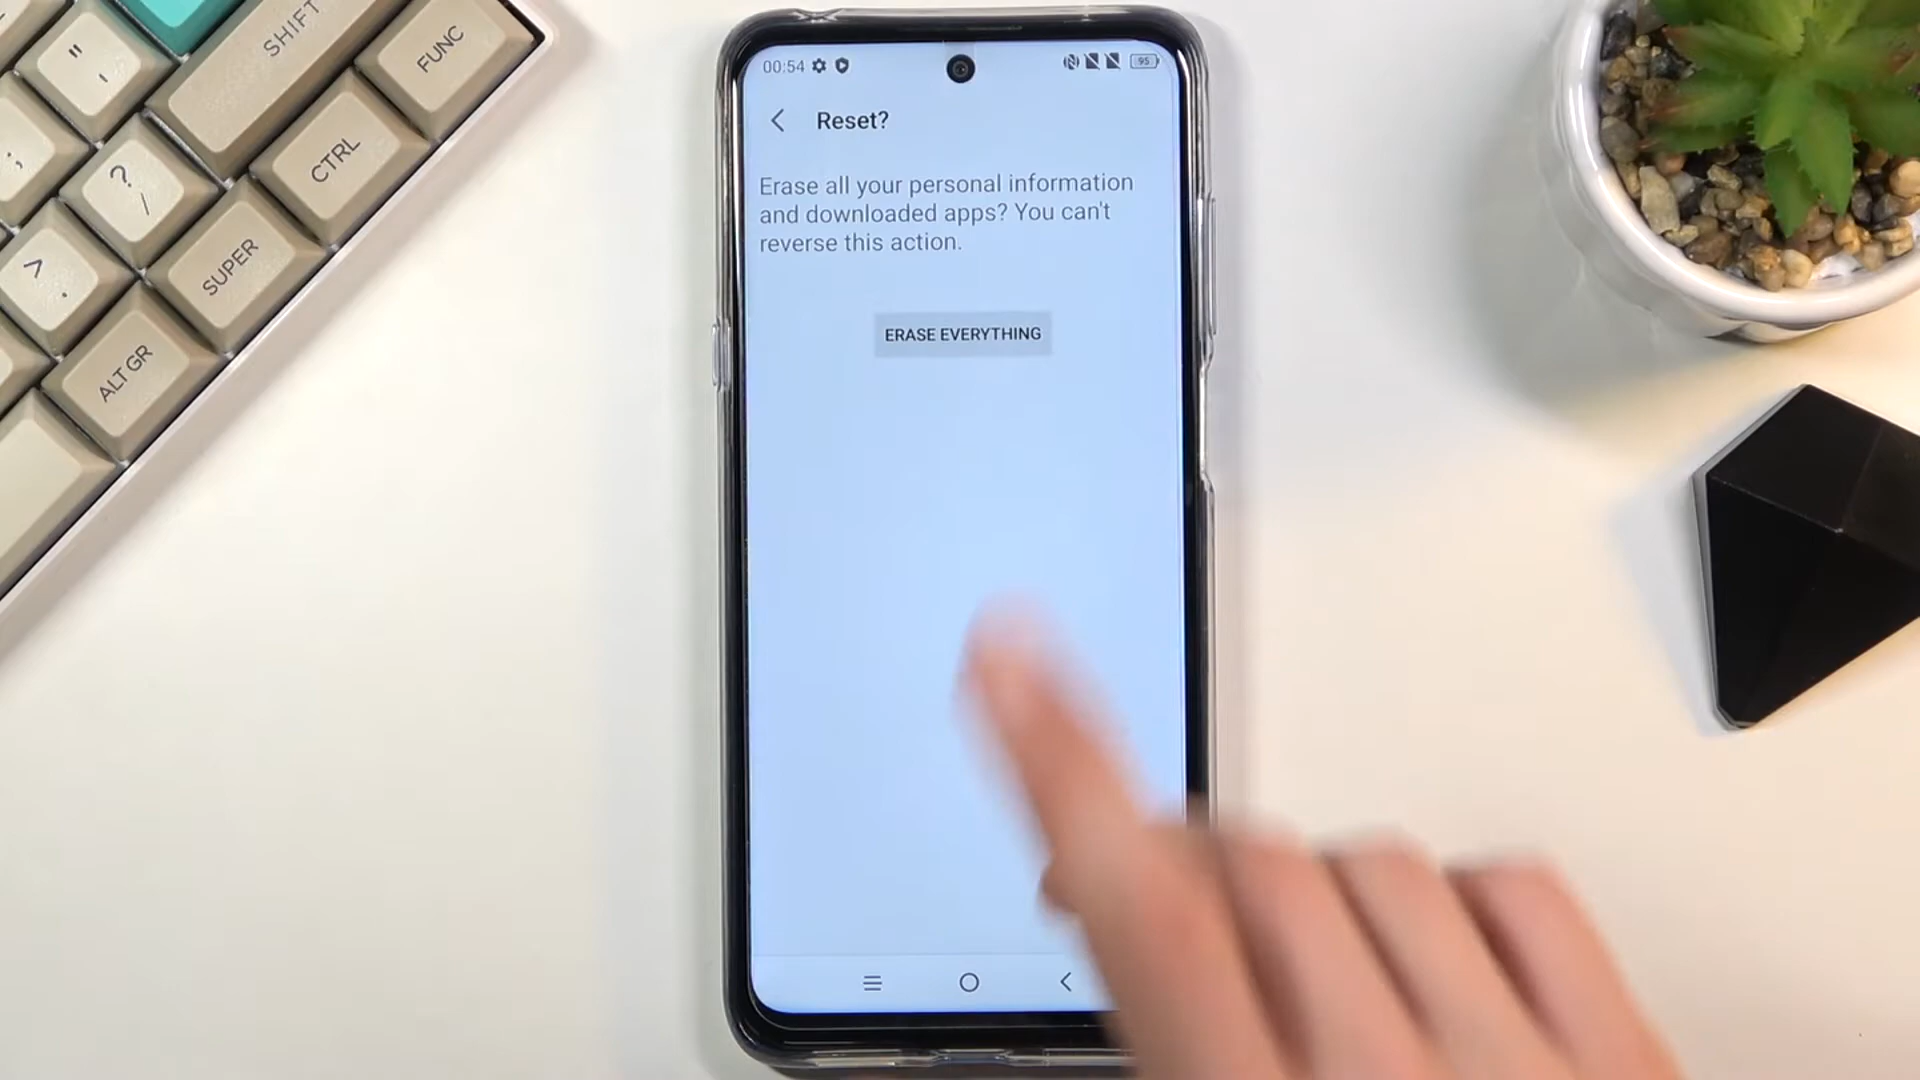 SHIFT
FUNC
"
'
CTRL
;
?
/
SUPER
>
.
ALT GR
00:54
95
Reset?
Erase all your personal information
and downloaded apps? You can't
reverse this action.
ERASE EVERYTHING